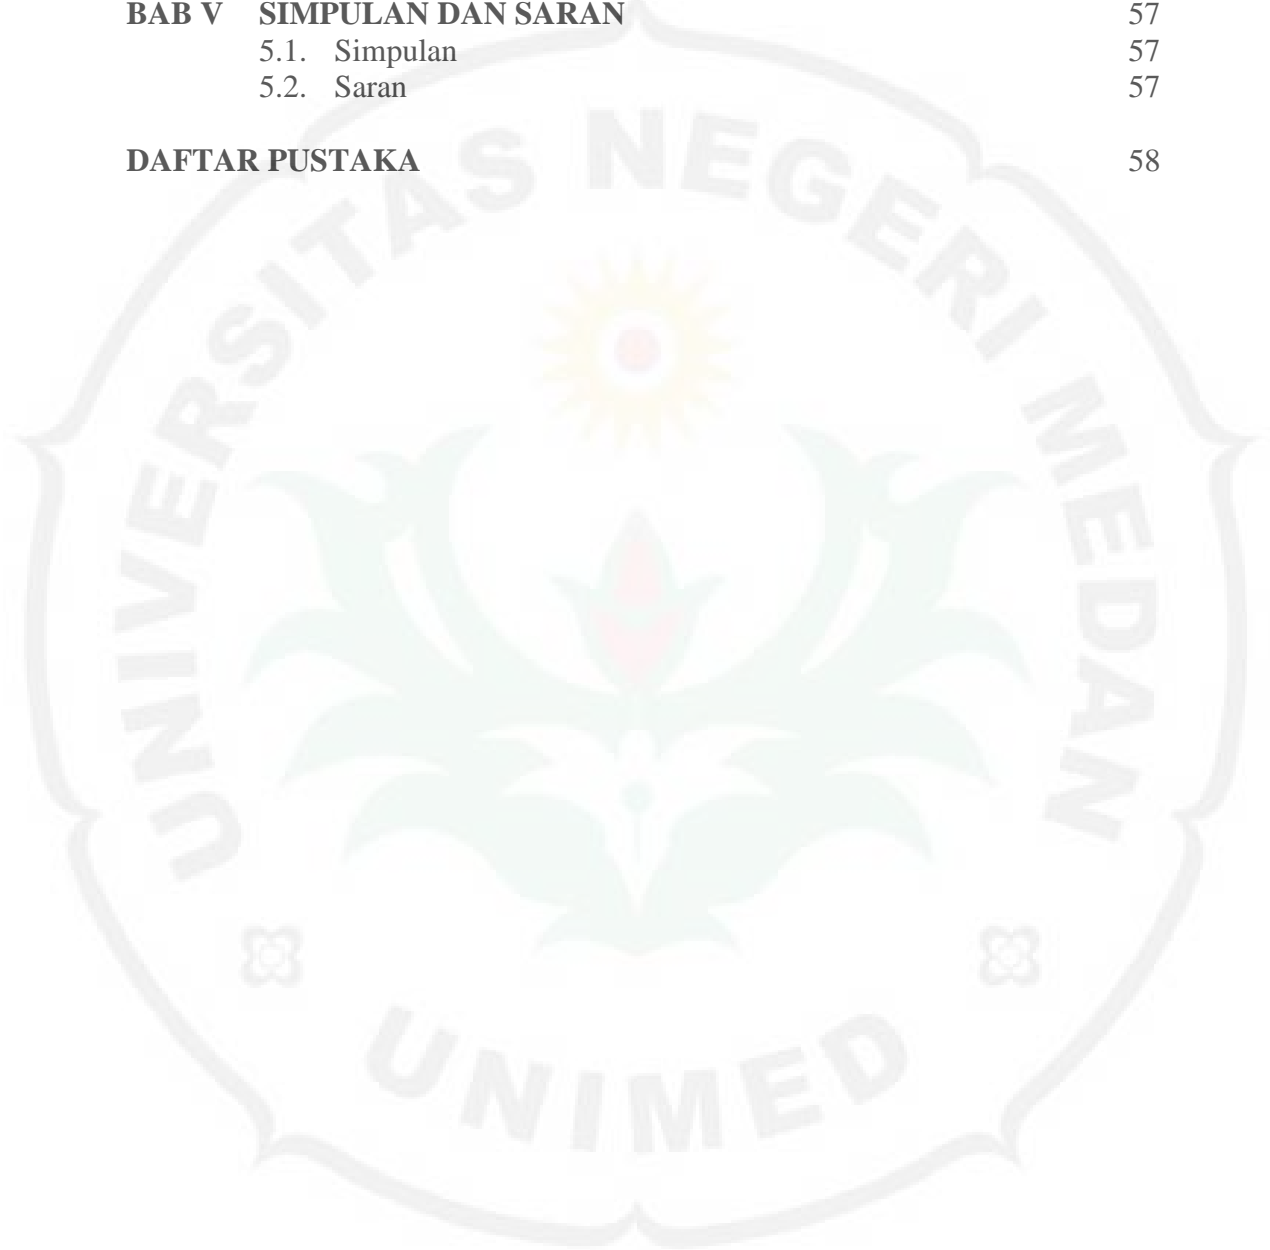 BAB V SIMPULAN DAN SARAN 57
5.1. Simpulan 57
5.2. Saran 57
DAFTAR PUSTAKA 58
UNIVERSITAS NEGERI MEDAN
UNIMED